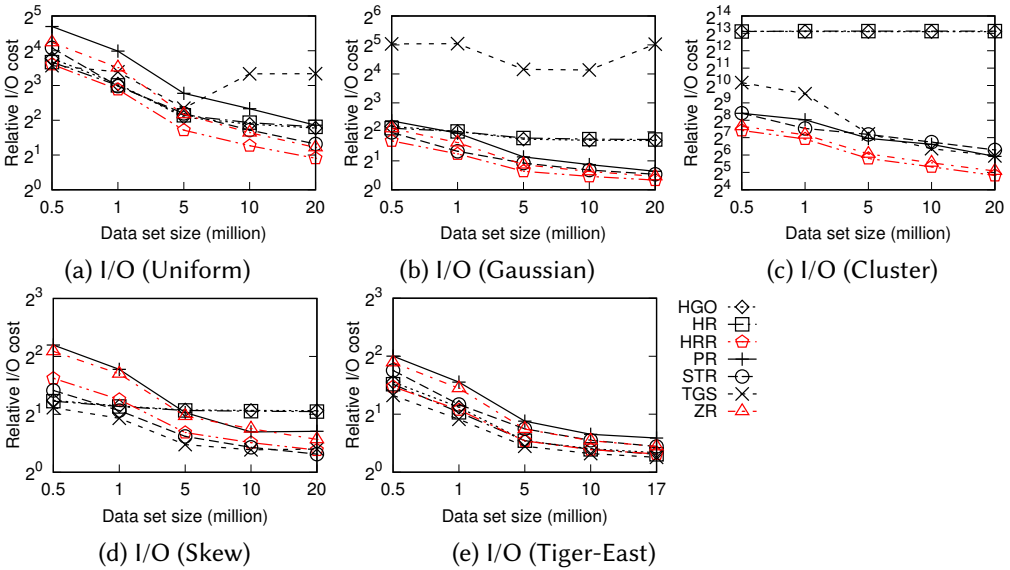 Relative I/O cost
2^5
2^4
2^3
2^2
2^1
2^0
0.5 1 5 10 20
Data set size (million)
(a) I/O (Uniform)
Relative I/O cost
2^6
2^5
2^4
2^3
2^2
2^1
2^0
0.5 1 5 10 20
Data set size (million)
(b) I/O (Gaussian)
Relative I/O cost
2^14
2^13
2^12
2^11
2^10
2^9
2^8
2^7
2^6
2^5
2^4
0.5 1 5 10 20
Data set size (million)
(c) I/O (Cluster)
Relative I/O cost
2^3
2^2
2^1
2^0
0.5 1 5 10 20
Data set size (million)
(d) I/O (Skew)
Relative I/O cost
2^3
2^2
2^1
2^0
0.5 1 5 10 17
Data set size (million)
(e) I/O (Tiger-East)
HGO
HR
HRR
PR
STR
TGS
ZR